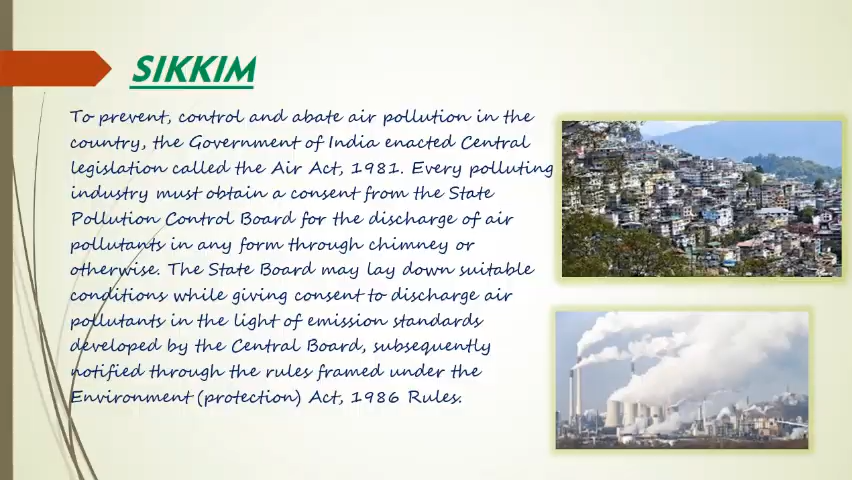 SIKKIM
To prevent, control and abate air pollution in the
country, the Government of India enacted Central
legislation called the Air Act, 1981. Every polluting
industry must obtain a consent from the State
Pollution Control Board for the discharge of air
pollutants in any form through chimney or
otherwise. The State Board may lay down suitable
conditions while giving consent to discharge air
pollutants in the light of emission standards
developed by the Central Board, subsequently
notified through the rules framed under the
Environment (protection) Act, 1986 Rules.